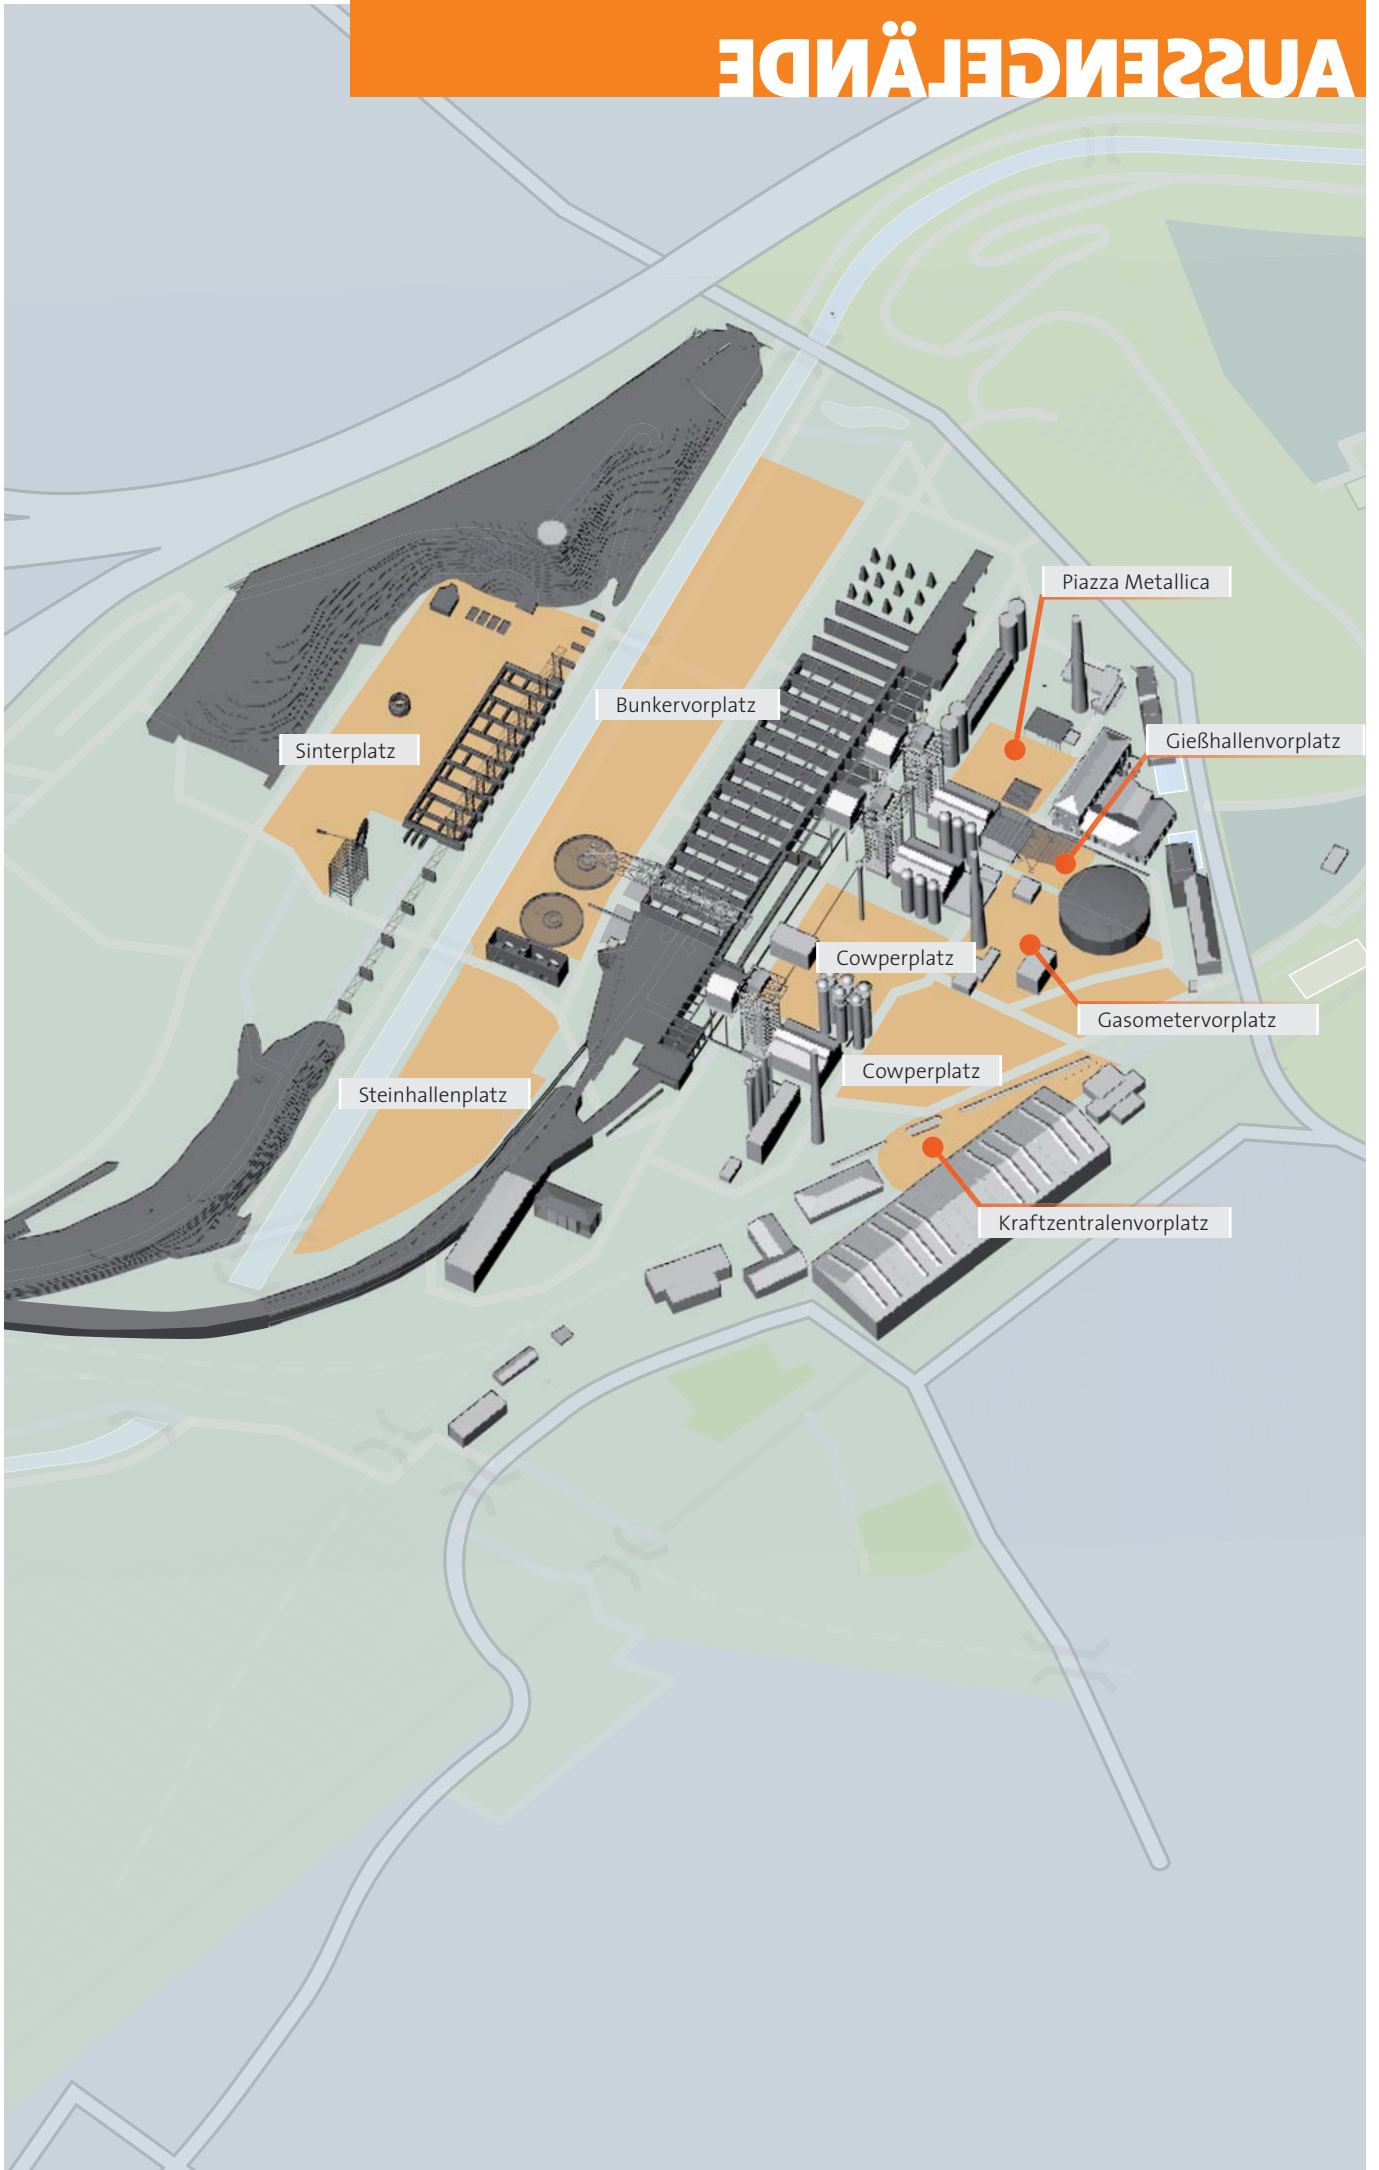 AUSSENGELÄNDE
Piazza Metallica
Bunkervorplatz
Gießhallenvorplatz
Sinterplatz
Cowperplatz
Gasometervorplatz
Cowperplatz
Steinhallenplatz
Kraftzentralenvorplatz